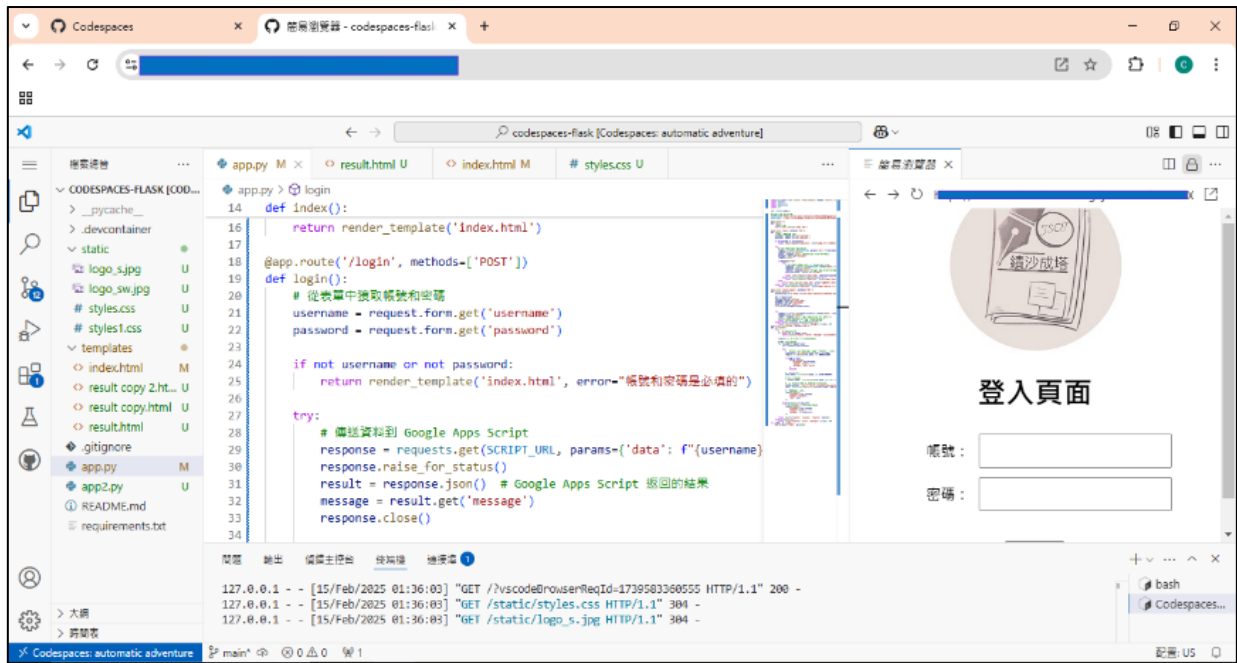 Codespaces
簡易瀏覽器 - codespaces-flask
codespaces-flask [Codespaces: automatic adventure]
檔案總管
CODESPACES-FLASK [COD...
__pycache__
.devcontainer
static
logo_s.jpg U
logo_sw.jpg U
# styles.css U
# styles1.css U
templates
index.html M
result copy 2.ht... U
result copy.html U
result.html U
.gitignore
app.py M
app2.py U
README.md
requirements.txt
大綱
時間表
app.py M
result.html U
index.html M
# styles.css U
app.py > login
14 def index():
16 return render_template('index.html')
17
18 @app.route('/login', methods=['POST'])
19 def login():
20 # 從表單中獲取帳號和密碼
21 username = request.form.get('username')
22 password = request.form.get('password')
23
24 if not username or not password:
25 return render_template('index.html', error="帳號和密碼是必填的")
26
27 try:
28 # 傳送資料到 Google Apps Script
29 response = requests.get(SCRIPT_URL, params={'data': f"{username}
30 response.raise_for_status()
31 result = response.json() # Google Apps Script 返回的結果
32 message = result.get('message')
33 response.close()
34
簡易瀏覽器
TSCT
積沙成塔
登入頁面
帳號：
密碼：
問題 輸出 偵錯主控台 終端機 連接埠 1
127.0.0.1 - - [15/Feb/2025 01:36:03] "GET /?vscodeBrowserReqId=1739583360555 HTTP/1.1" 200 -
127.0.0.1 - - [15/Feb/2025 01:36:03] "GET /static/styles.css HTTP/1.1" 304 -
127.0.0.1 - - [15/Feb/2025 01:36:03] "GET /static/logo_s.jpg HTTP/1.1" 304 -
bash
Codespaces...
Codespaces: automatic adventure main* 0 0 1 配置: US